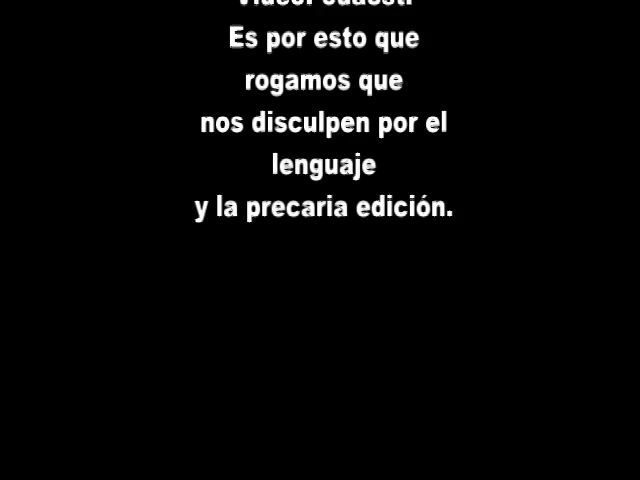 Es por esto que
rogamos que
nos disculpen por el
lenguaje
y la precaria edición.